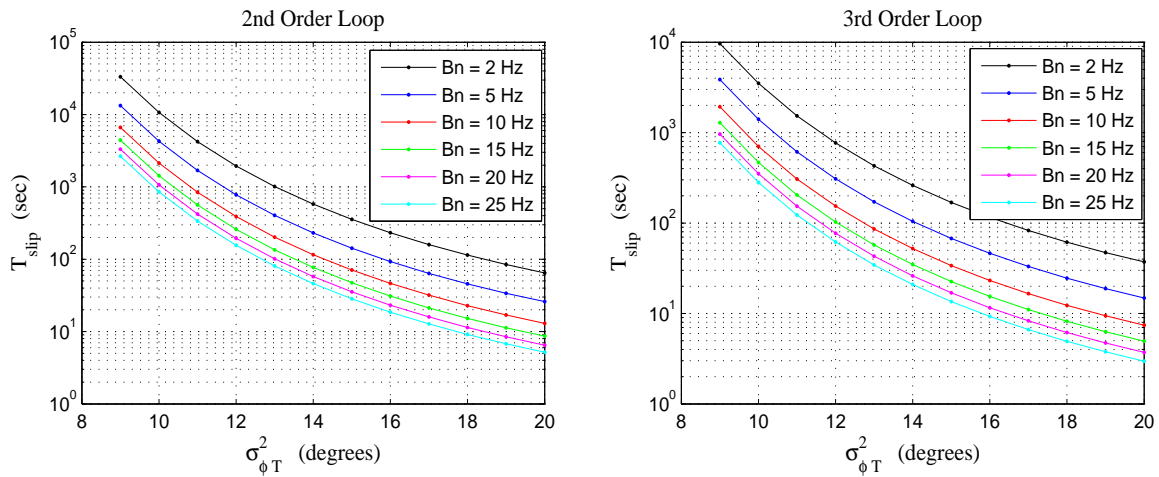 2nd Order Loop
10^5
10^4
10^3
10^2
10^1
10^0
T_slip (sec)
Bn = 2 Hz
Bn = 5 Hz
Bn = 10 Hz
Bn = 15 Hz
Bn = 20 Hz
Bn = 25 Hz
8 10 12 14 16 18 20
σ²_ϕT (degrees)
3rd Order Loop
10^4
10^3
10^2
10^1
10^0
T_slip (sec)
Bn = 2 Hz
Bn = 5 Hz
Bn = 10 Hz
Bn = 15 Hz
Bn = 20 Hz
Bn = 25 Hz
8 10 12 14 16 18 20
σ²_ϕT (degrees)